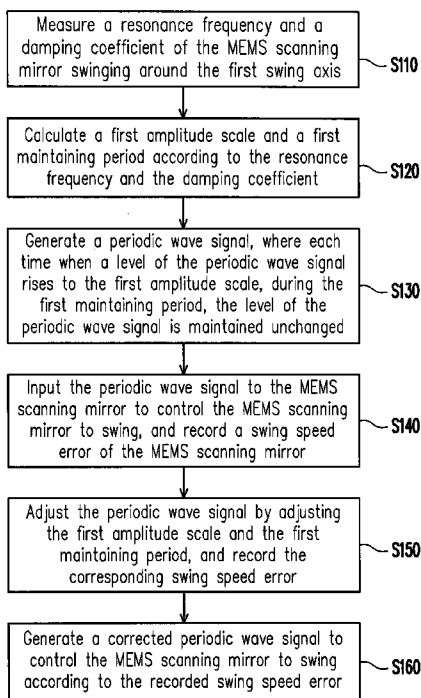 Measure a resonance frequency and a
damping coefficient of the MEMS scanning
mirror swinging around the first swing axis
S110
Calculate a first amplitude scale and a first
maintaining period according to the resonance
frequency and the damping coefficient
S120
Generate a periodic wave signal, where each
time when a level of the periodic wave signal
rises to the first amplitude scale, during the
first maintaining period, the level of the
periodic wave signal is maintained unchanged
S130
Input the periodic wave signal to the MEMS
scanning mirror to control the MEMS scanning
mirror to swing, and record a swing speed
error of the MEMS scanning mirror
S140
Adjust the periodic wave signal by adjusting
the first amplitude scale and the first
maintaining period, and record the
corresponding swing speed error
S150
Generate a corrected periodic wave signal to
control the MEMS scanning mirror to swing
according to the recorded swing speed error
S160